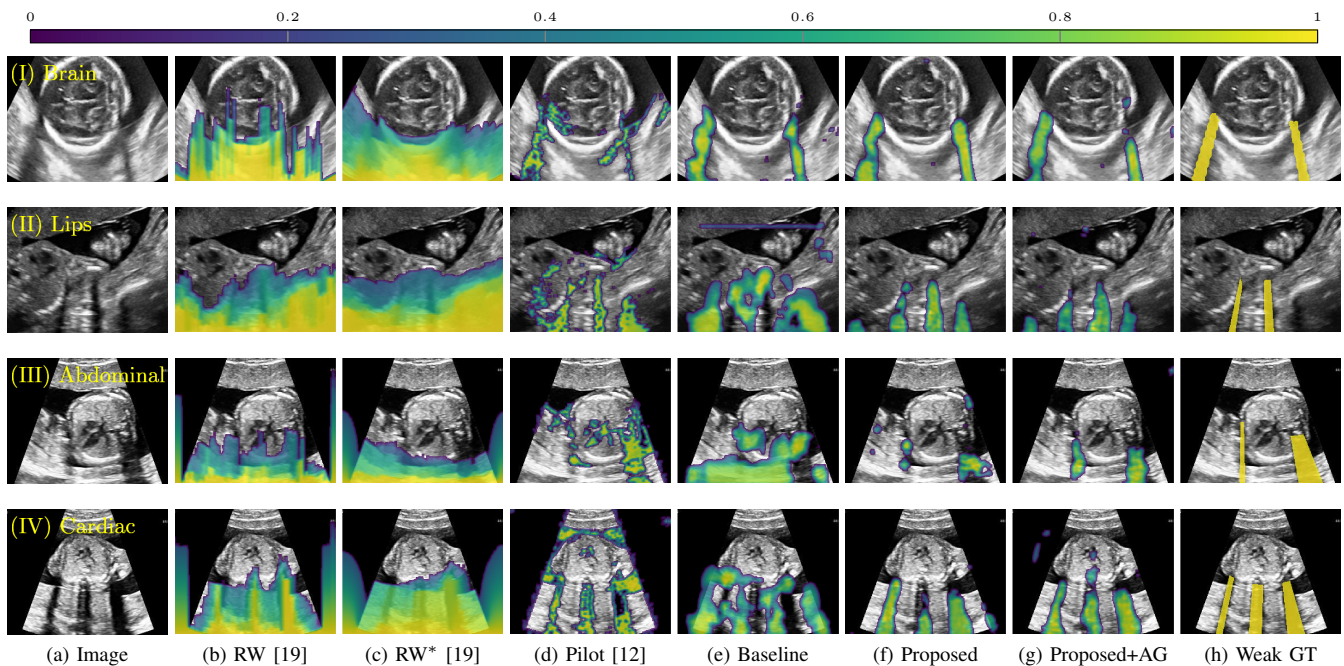 0 0.2 0.4 0.6 0.8 1
(I) Brain
(II) Lips
(III) Abdominal
(IV) Cardiac
(a) Image (b) RW [19] (c) RW* [19] (d) Pilot [12] (e) Baseline (f) Proposed (g) Proposed+AG (h) Weak GT